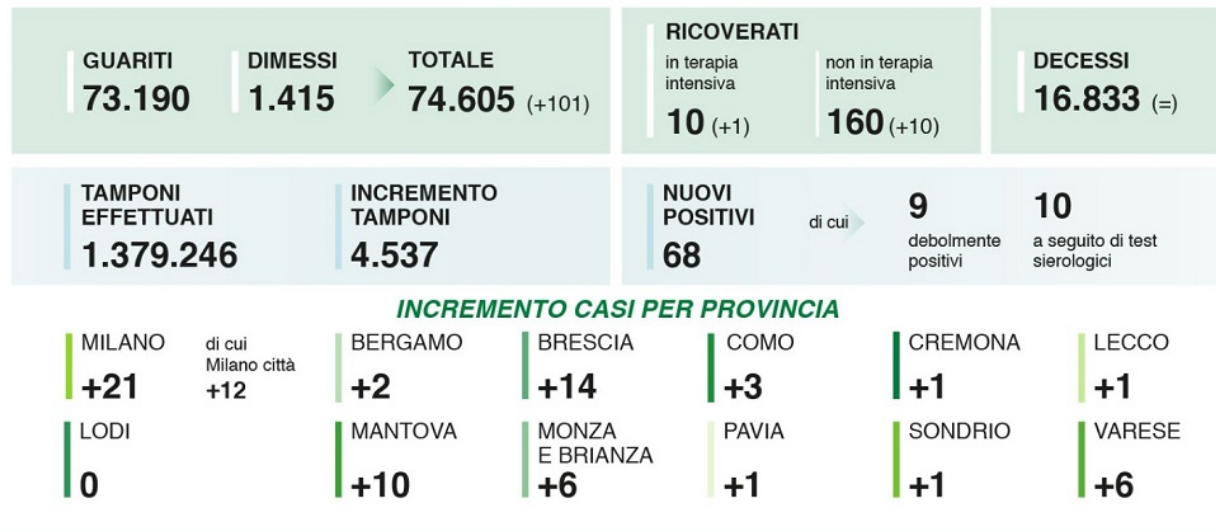 GUARITI
73.190
DIMESSI
1.415
TOTALE
74.605 (+101)
RICOVERATI
in terapia
intensiva
10 (+1)
non in terapia
intensiva
160 (+10)
DECESSI
16.833 (=)
TAMPONI
EFFETTUATI
1.379.246
INCREMENTO
TAMPONI
4.537
NUOVI
POSITIVI
68
di cui
9
debolmente
positivi
10
a seguito di test
sierologici
INCREMENTO CASI PER PROVINCIA
MILANO
+21
di cui
Milano città
+12
BERGAMO
+2
BRESCIA
+14
COMO
+3
CREMONA
+1
LECCO
+1
LODI
0
MANTOVA
+10
MONZA
E BRIANZA
+6
PAVIA
+1
SONDRIO
+1
VARESE
+6